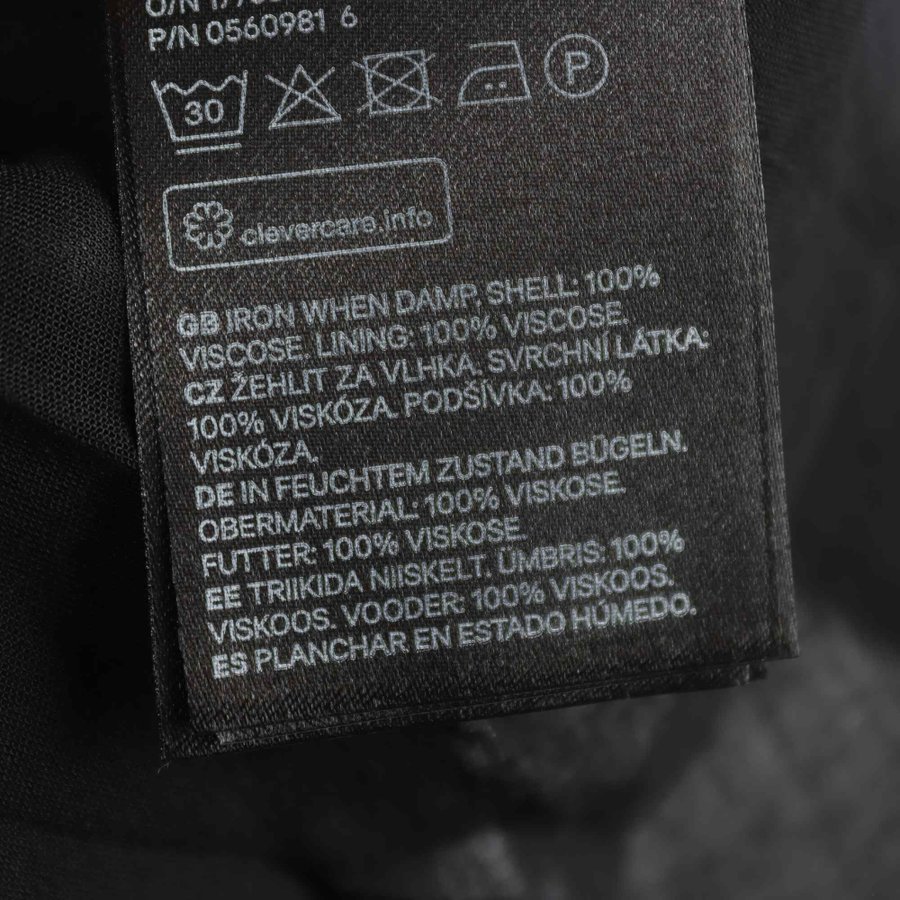 P/N 0560981 6
30
P
clevercare.info
GB IRON WHEN DAMP. SHELL: 100%
VISCOSE. LINING: 100% VISCOSE.
CZ ŽEHLIT ZA VLHKA. SVRCHNÍ LÁTKA:
100% VISKÓZA. PODŠÍVKA: 100%
VISKÓZA.
DE IN FEUCHTEM ZUSTAND BÜGELN.
OBERMATERIAL: 100% VISKOSE.
FUTTER: 100% VISKOSE.
EE TRIIKIDA NIISKELT. ÜMBRIS: 100%
VISKOOS. VOODER: 100% VISKOOS.
ES PLANCHAR EN ESTADO HÚMEDO.